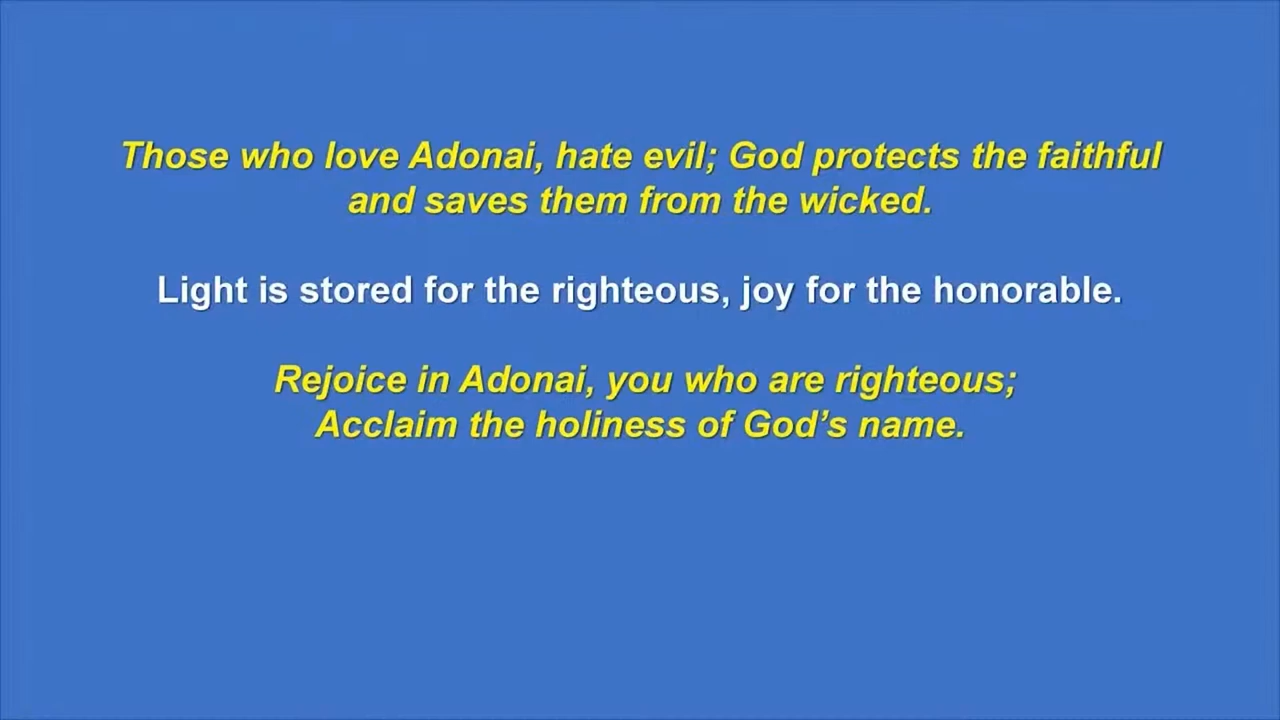 Those who love Adonai, hate evil; God protects the faithful
and saves them from the wicked.
Light is stored for the righteous, joy for the honorable.
Rejoice in Adonai, you who are righteous;
Acclaim the holiness of God’s name.